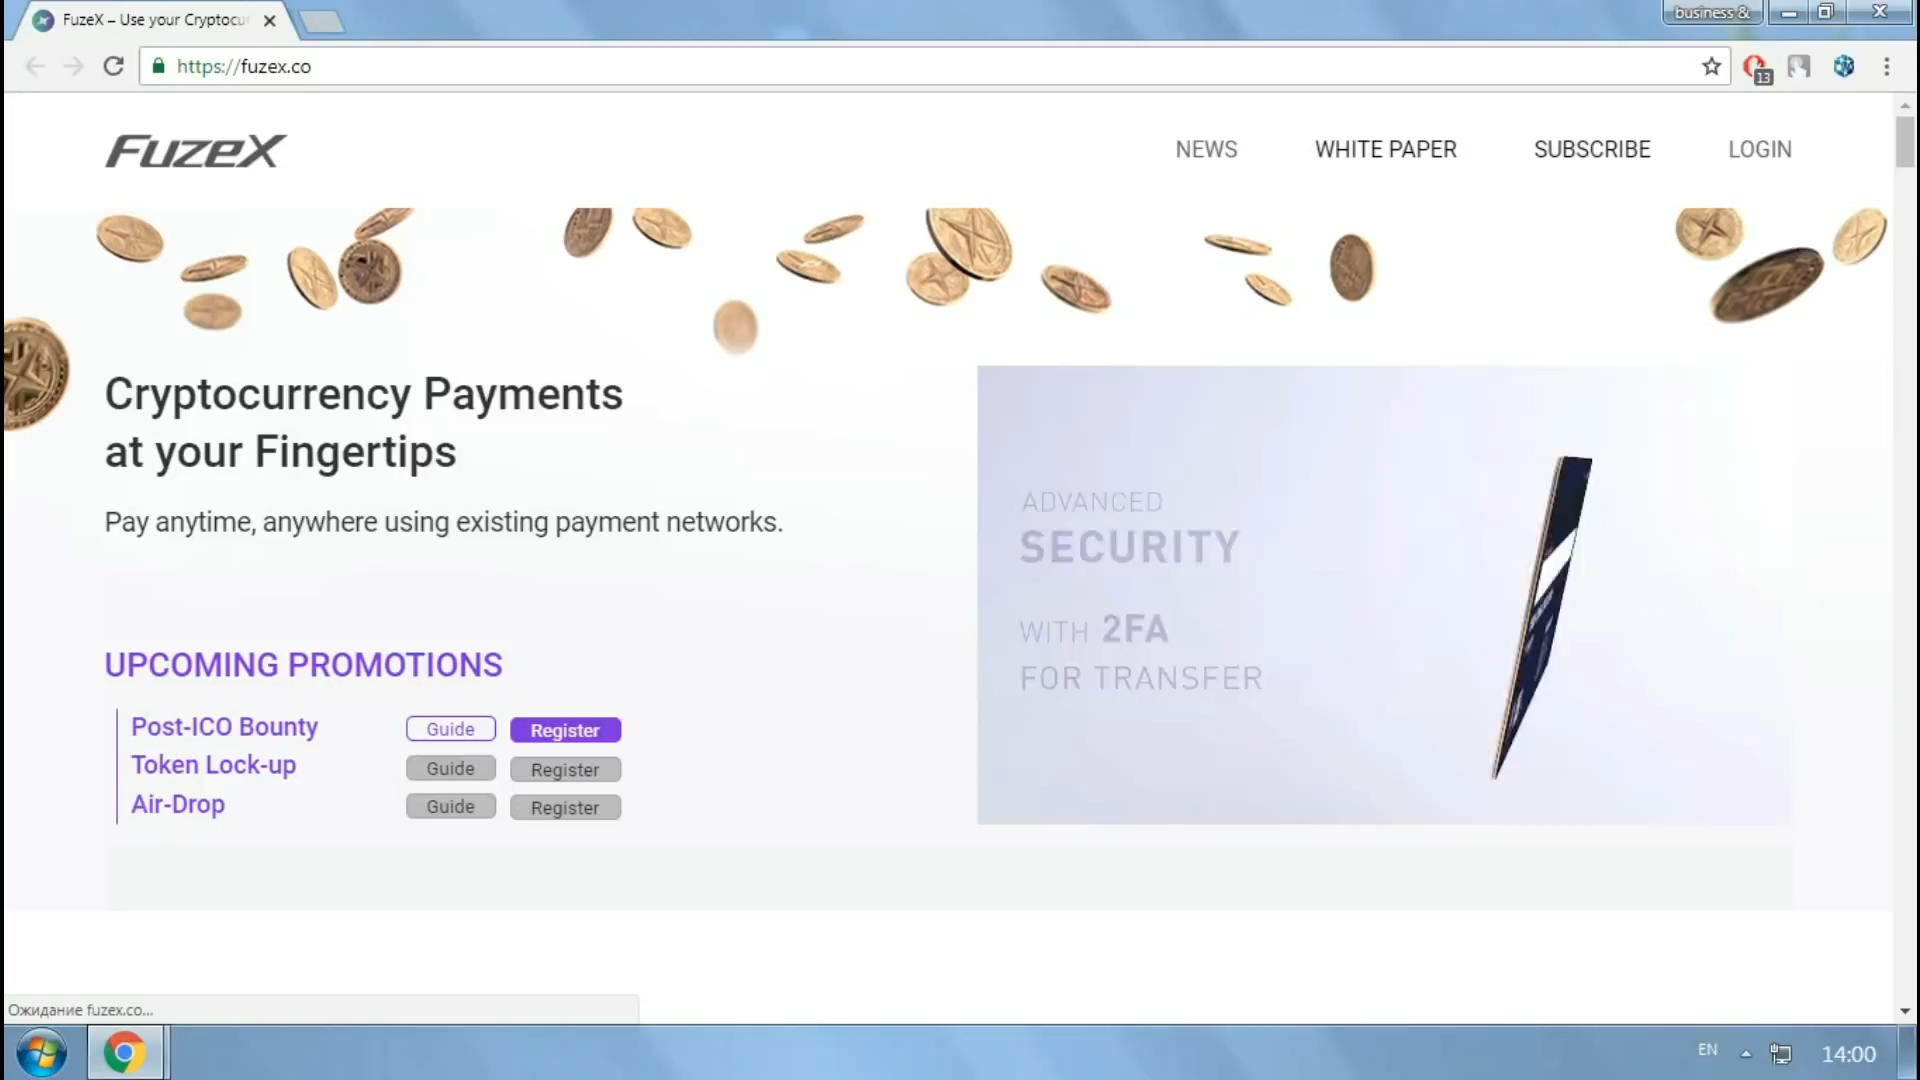 FuzeX – Use your Cryptocu
business &
https://fuzex.co
13
FuzeX
NEWS
WHITE PAPER
SUBSCRIBE
LOGIN
Cryptocurrency Payments
at your Fingertips
Pay anytime, anywhere using existing payment networks.
ADVANCED
SECURITY
WITH 2FA
FOR TRANSFER
UPCOMING PROMOTIONS
Post-ICO Bounty Guide Register
Token Lock-up Guide Register
Air-Drop Guide Register
Ожидание fuzex.co...
EN
14:00